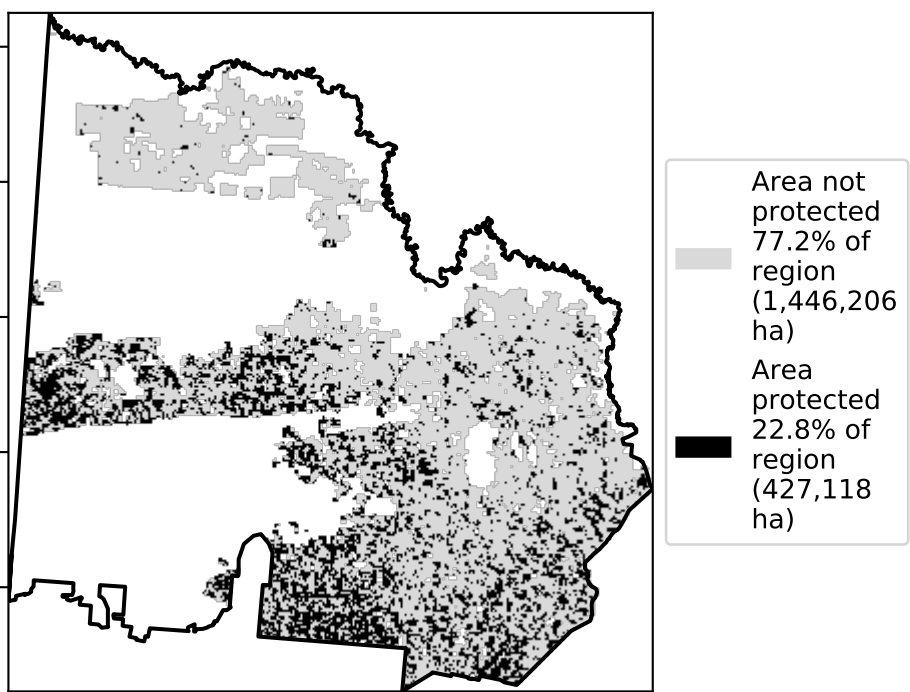 Area not
protected
77.2% of
region
(1,446,206
ha)
Area
protected
22.8% of
region
(427,118
ha)